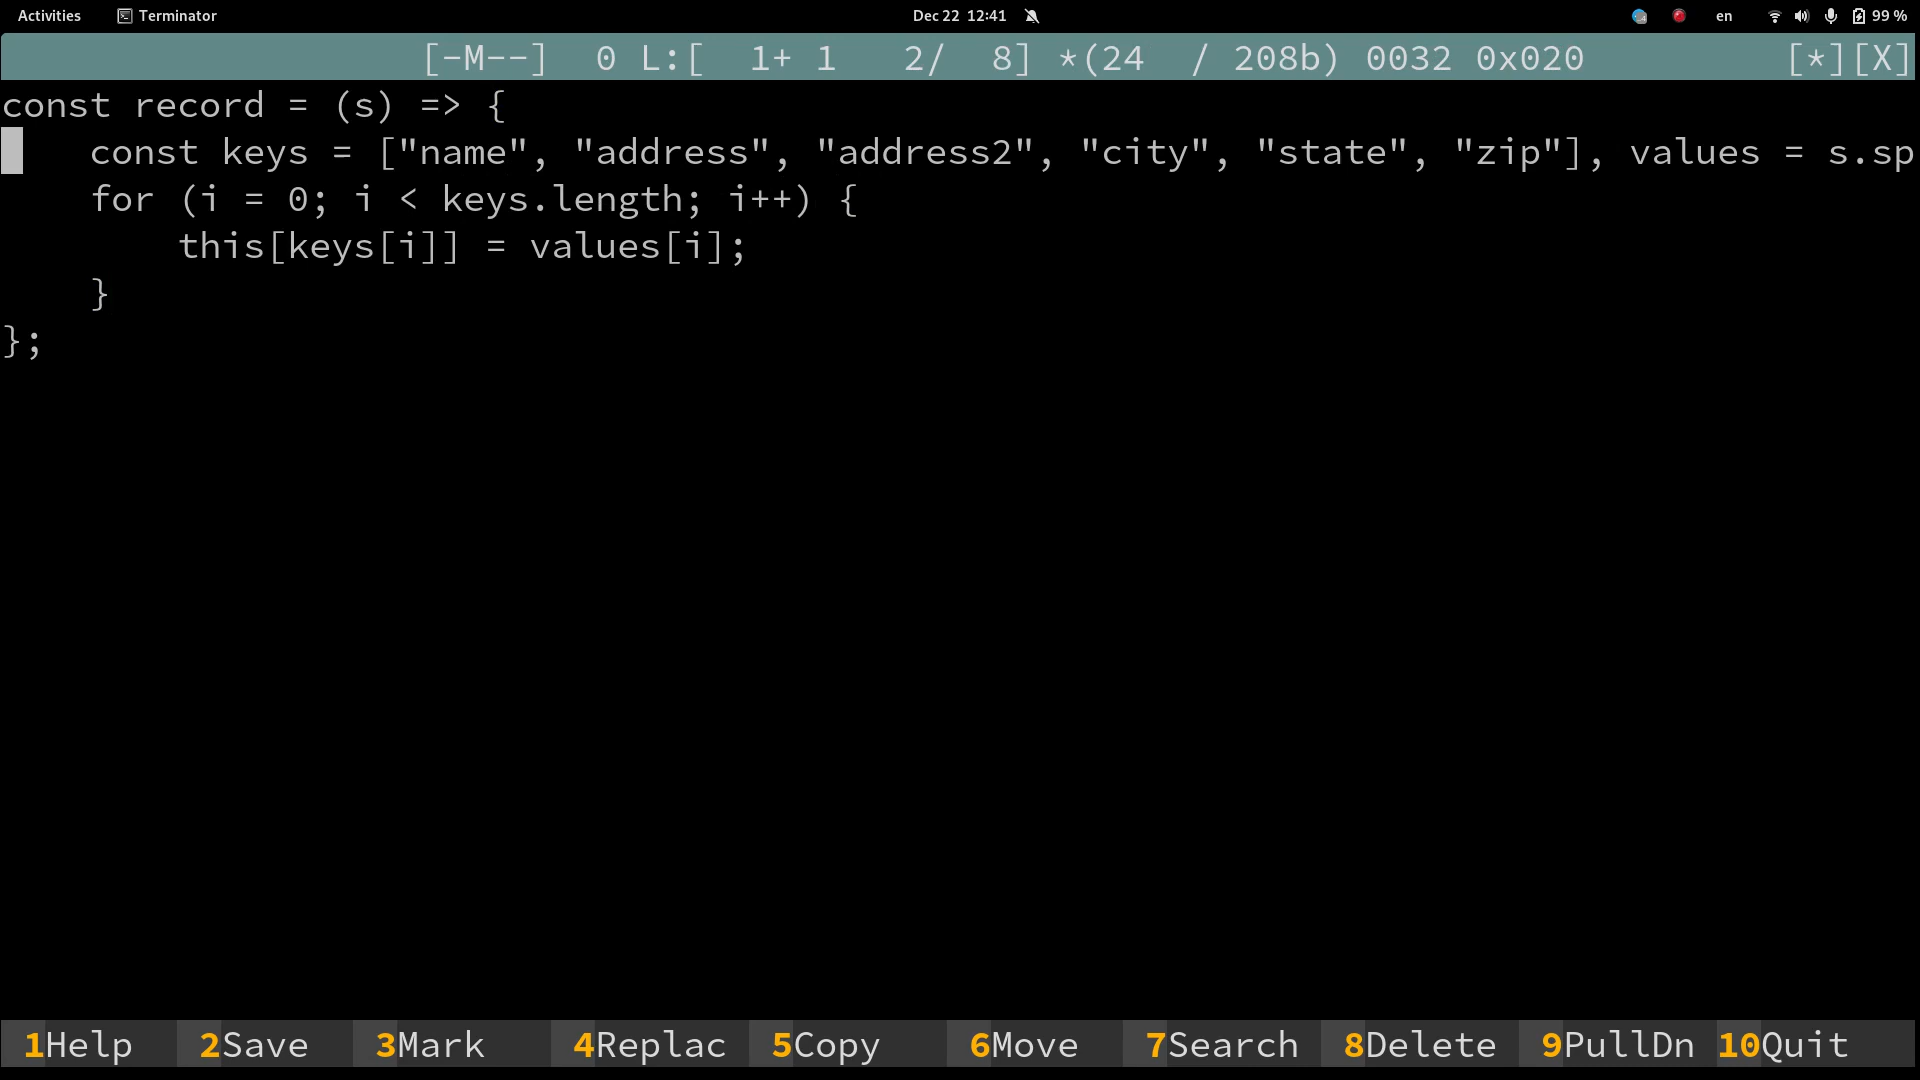 Activities Terminator Dec 22 12:41 en 99 %
[-M--] 0 L:[ 1+ 1 2/ 8] *(24 / 208b) 0032 0x020 [*][X]
const record = (s) => {
    const keys = ["name", "address", "address2", "city", "state", "zip"], values = s.sp
    for (i = 0; i < keys.length; i++) {
        this[keys[i]] = values[i];
    }
};
1Help 2Save 3Mark 4Replac 5Copy 6Move 7Search 8Delete 9PullDn 10Quit